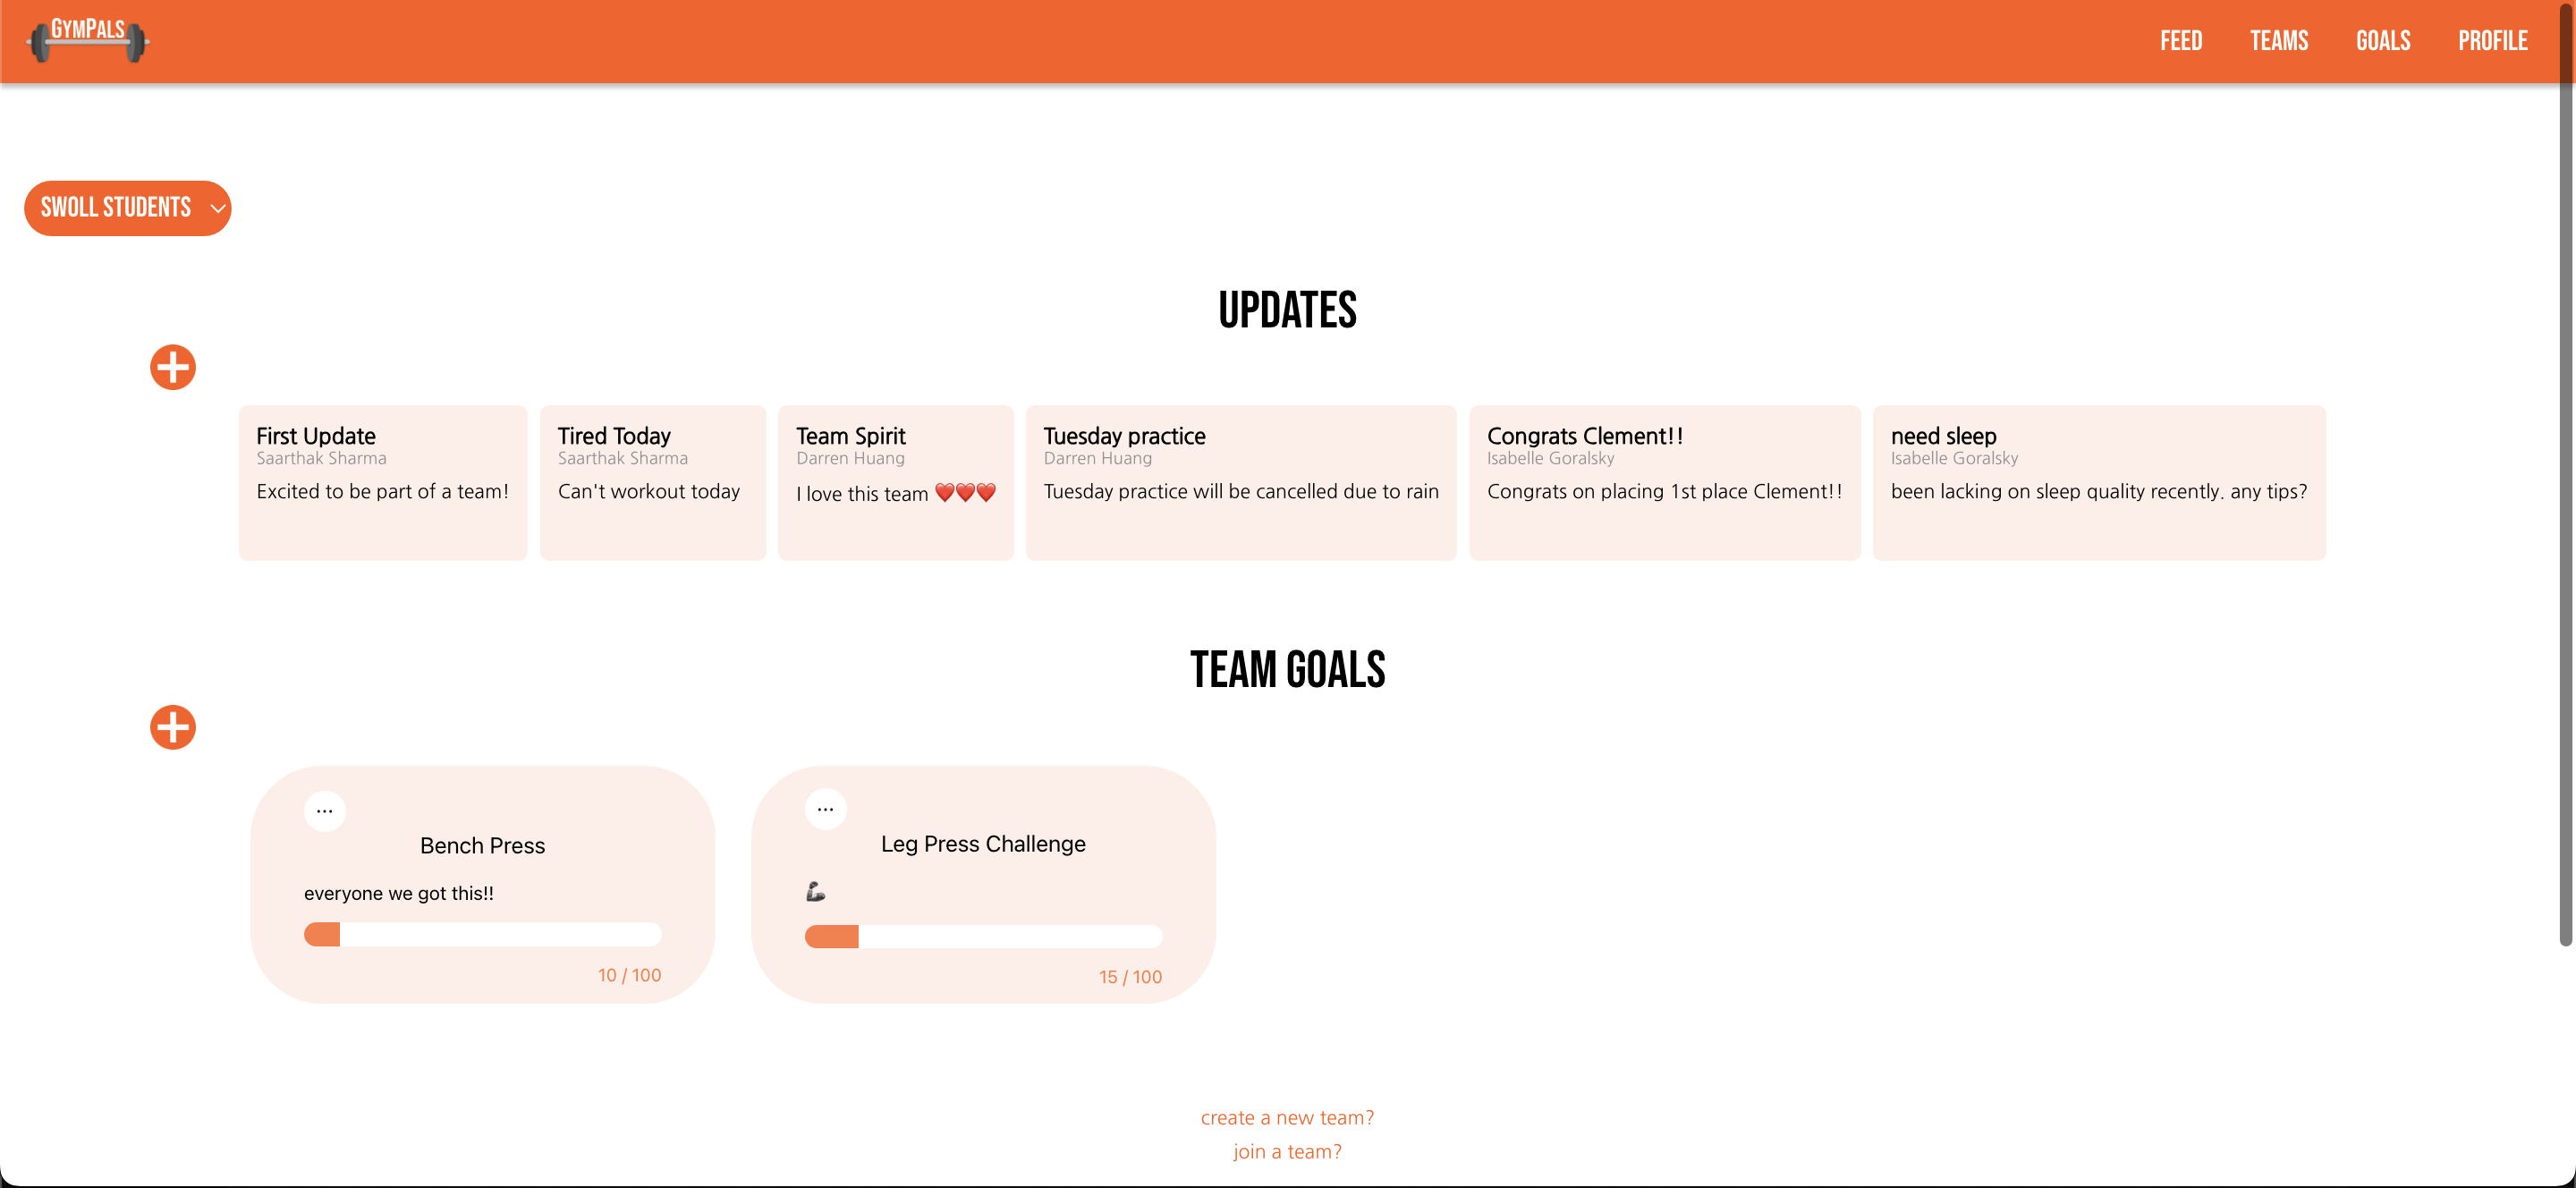 GYMPALS
FEED
TEAMS
GOALS
PROFILE
SWOLL STUDENTS
UPDATES
First Update
Saarthak Sharma
Excited to be part of a team!
Tired Today
Saarthak Sharma
Can't workout today
Team Spirit
Darren Huang
I love this team ❤️❤️❤️
Tuesday practice
Darren Huang
Tuesday practice will be cancelled due to rain
Congrats Clement!!
Isabelle Goralsky
Congrats on placing 1st place Clement!!
need sleep
Isabelle Goralsky
been lacking on sleep quality recently. any tips?
TEAM GOALS
...
Bench Press
everyone we got this!!
10 / 100
...
Leg Press Challenge
🦾
15 / 100
create a new team?
join a team?